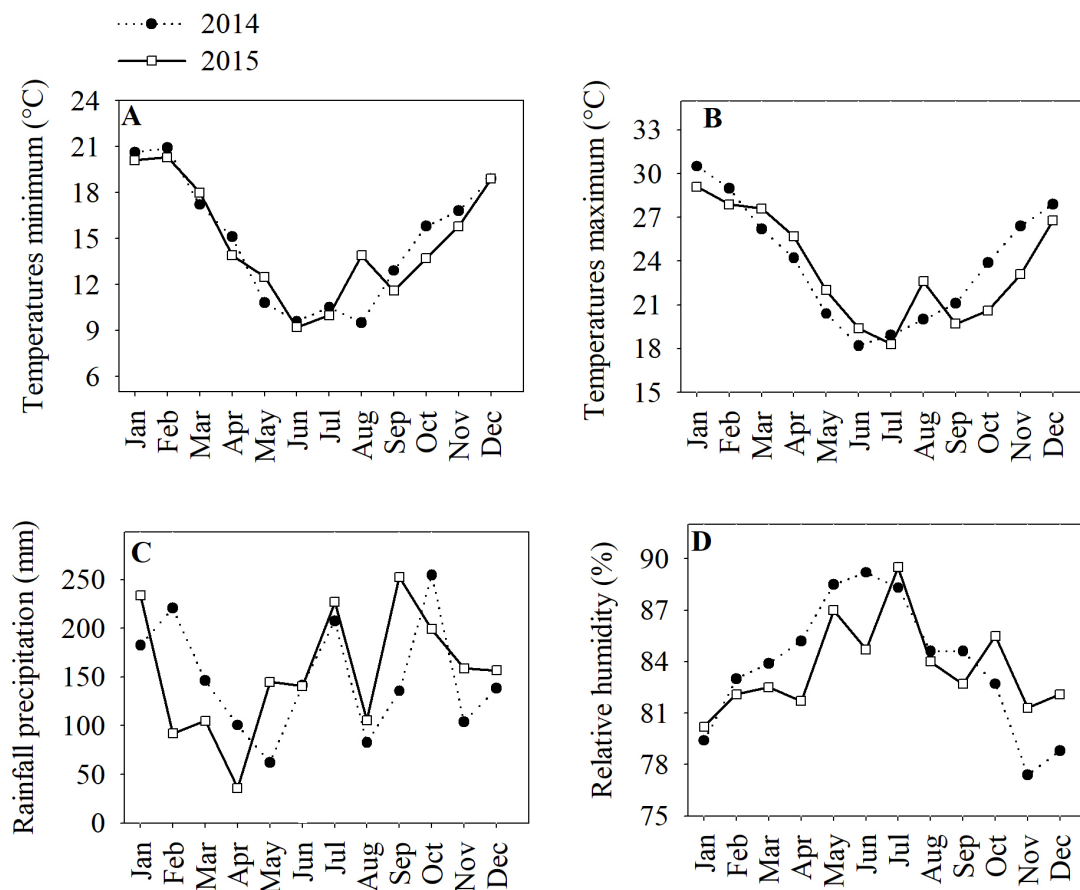 2014
2015
A
Temperatures minimum (°C)
24
21
18
15
12
9
6
Jan Feb Mar Apr May Jun Jul Aug Sep Oct Nov Dec
B
Temperatures maximum (°C)
33
30
27
24
21
18
15
Jan Feb Mar Apr May Jun Jul Aug Sep Oct Nov Dec
C
Rainfall precipitation (mm)
250
200
150
100
50
0
Jan Feb Mar Apr May Jun Jul Aug Sep Oct Nov Dec
D
Relative humidity (%)
90
87
84
81
78
75
Jan Feb Mar Apr May Jun Jul Aug Sep Oct Nov Dec